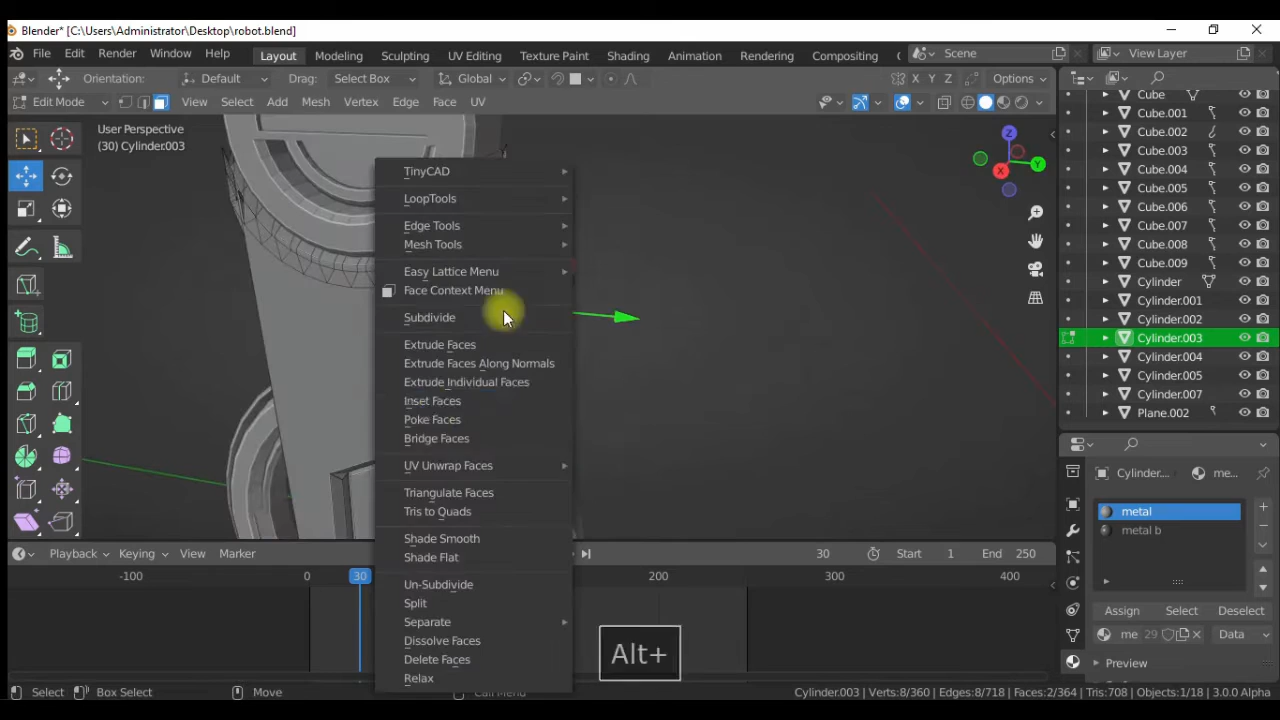 Blender* [C:\Users\Administrator\Desktop\robot.blend]
File Edit Render Window Help Layout Modeling Sculpting UV Editing Texture Paint Shading Animation Rendering Compositing Scene View Layer
Orientation: Default Drag: Select Box Global X Y Z Options
Edit Mode View Select Add Mesh Vertex Edge Face UV
User Perspective
(30) Cylinder.003
Z
Y
X
TinyCAD
LoopTools
Edge Tools
Mesh Tools
Easy Lattice Menu
Face Context Menu
Subdivide
Extrude Faces
Extrude Faces Along Normals
Extrude Individual Faces
Inset Faces
Poke Faces
Bridge Faces
UV Unwrap Faces
Triangulate Faces
Tris to Quads
Shade Smooth
Shade Flat
Un-Subdivide
Split
Separate
Dissolve Faces
Delete Faces
Relax
Cube
Cube.001
Cube.002
Cube.003
Cube.004
Cube.005
Cube.006
Cube.007
Cube.008
Cube.009
Cylinder
Cylinder.001
Cylinder.002
Cylinder.003
Cylinder.004
Cylinder.005
Cylinder.007
Plane.002
Cylinder... me...
metal
metal b
Assign Select Deselect
me 29 Data
Preview
Playback Keying View Marker 30 Start 1 End 250
-100 0 30 200 300 400
Alt+
Select Box Select Move Call Menu Cylinder.003 | Verts:8/360 | Edges:8/718 | Faces:2/364 | Tris:708 | Objects:1/18 | 3.0.0 Alpha